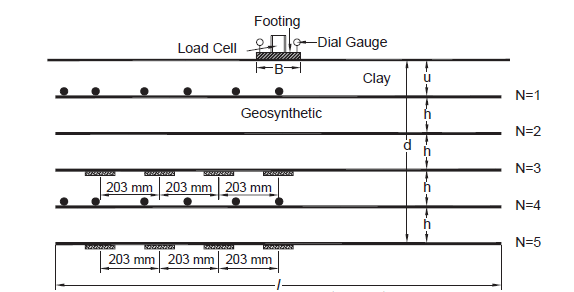 Footing
Load Cell
Dial Gauge
B
Clay
u
N=1
Geosynthetic
h
N=2
d
h
N=3
203 mm 203 mm 203 mm
h
N=4
h
N=5
203 mm 203 mm 203 mm
l